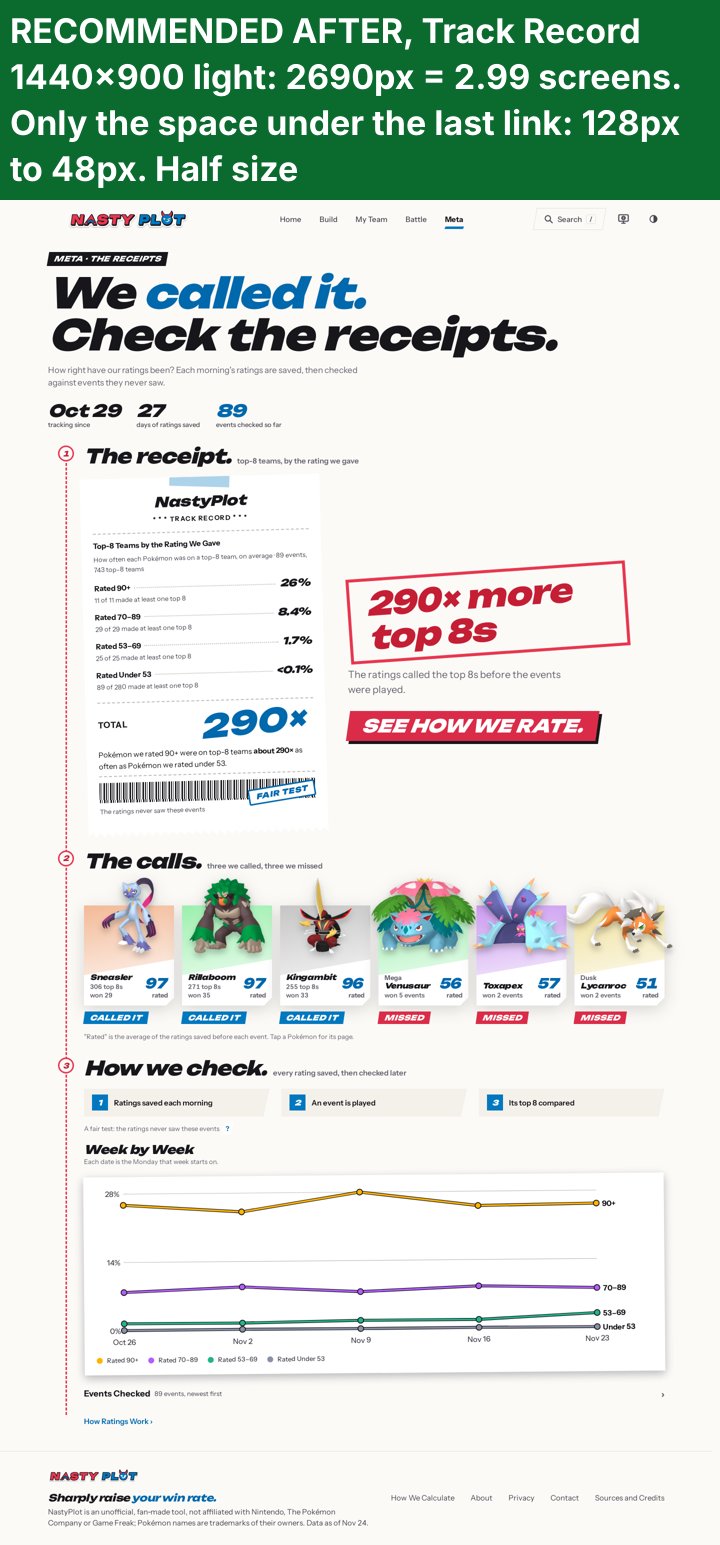 RECOMMENDED AFTER, Track Record
1440×900 light: 2690px = 2.99 screens.
Only the space under the last link: 128px
to 48px. Half size
NASTY PLOT
Home Build My Team Battle Meta Search /
META · THE RECEIPTS
We called it.
Check the receipts.
How right have our ratings been? Each morning's ratings are saved, then checked
against events they never saw.
Oct 29 27 89
tracking since days of ratings saved events checked so far
1 The receipt. top-8 teams, by the rating we gave
NastyPlot
* * * TRACK RECORD * * *
Top-8 Teams by the Rating We Gave
How often each Pokémon was on a top-8 team, on average · 89 events,
743 top-8 teams
Rated 90+ 26%
11 of 11 made at least one top 8
Rated 70–89 8.4%
29 of 29 made at least one top 8
Rated 53–69 1.7%
25 of 25 made at least one top 8
Rated Under 53 <0.1%
89 of 280 made at least one top 8
TOTAL 290×
Pokémon we rated 90+ were on top-8 teams about 290× as
often as Pokémon we rated under 53.
FAIR TEST
The ratings never saw these events
290× more
top 8s
The ratings called the top 8s before the events
were played.
SEE HOW WE RATE.
2 The calls. three we called, three we missed
Sneasler 306 top 8s won 29 97 rated
Rillaboom 271 top 8s won 35 97 rated
Kingambit 255 top 8s won 33 96 rated
Mega Venusaur won 5 events 56 rated
Toxapex won 2 events 57 rated
Dusk Lycanroc won 2 events 51 rated
CALLED IT CALLED IT CALLED IT MISSED MISSED MISSED
"Rated" is the average of the ratings saved before each event. Tap a Pokémon for its page.
3 How we check. every rating saved, then checked later
1 Ratings saved each morning 2 An event is played 3 Its top 8 compared
A fair test: the ratings never saw these events ?
Week by Week
Each date is the Monday that week starts on.
28%
90+
14%
70–89
53–69
0%
Under 53
Oct 26 Nov 2 Nov 9 Nov 16 Nov 23
Rated 90+ Rated 70–89 Rated 53–69 Rated Under 53
Events Checked 89 events, newest first ›
How Ratings Work ›
NASTY PLOT
Sharply raise your win rate.
How We Calculate About Privacy Contact Sources and Credits
NastyPlot is an unofficial, fan-made tool, not affiliated with Nintendo, The Pokémon
Company or Game Freak; Pokémon names are trademarks of their owners. Data as of Nov 24.